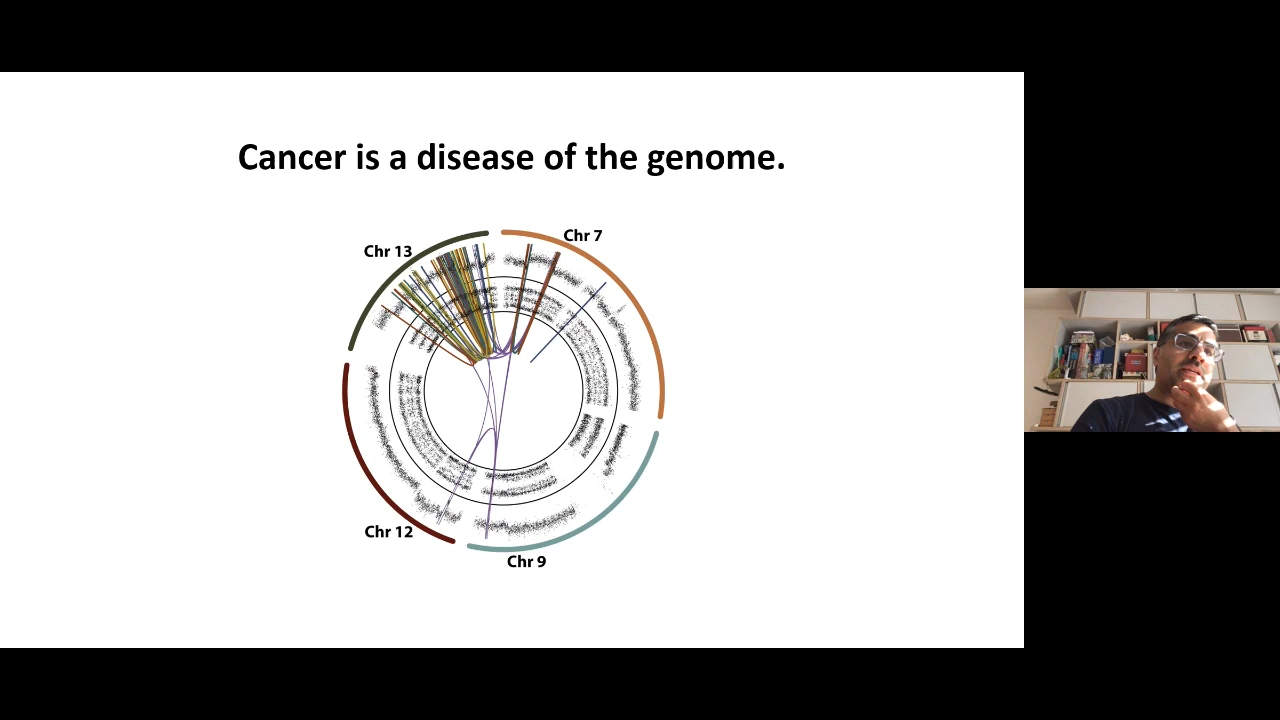 Cancer is a disease of the genome.
Chr 7
Chr 13
Chr 12
Chr 9